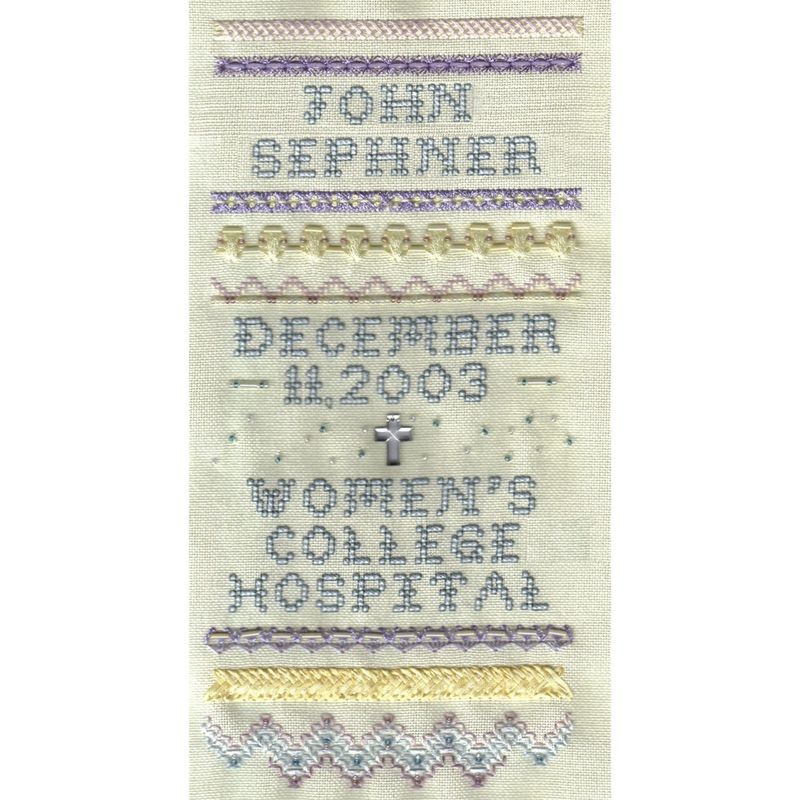 JOHN
SEPHNER
DECEMBER
11, 2003
WOMEN'S
COLLEGE
HOSPITAL